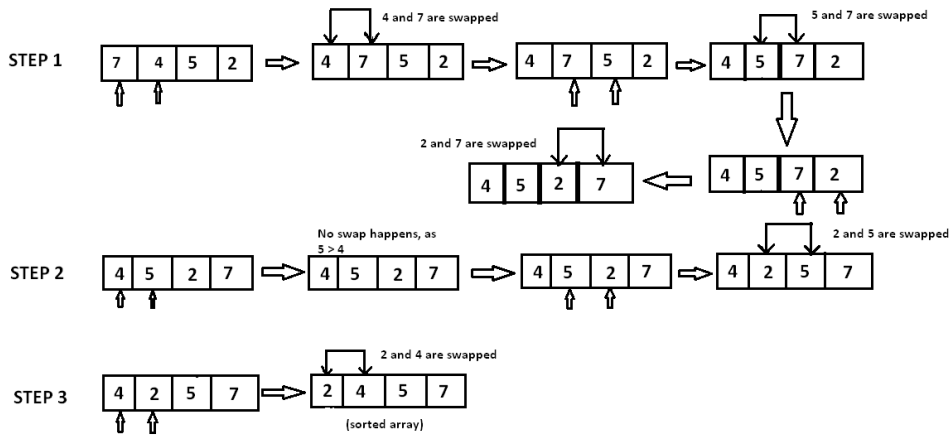 4 and 7 are swapped
5 and 7 are swapped
STEP 1
7 4 5 2
4 7 5 2
4 7 5 2
4 5 7 2
2 and 7 are swapped
4 5 2 7
4 5 7 2
No swap happens, as
5 > 4
2 and 5 are swapped
STEP 2
4 5 2 7
4 5 2 7
4 5 2 7
4 2 5 7
2 and 4 are swapped
STEP 3
4 2 5 7
2 4 5 7
(sorted array)